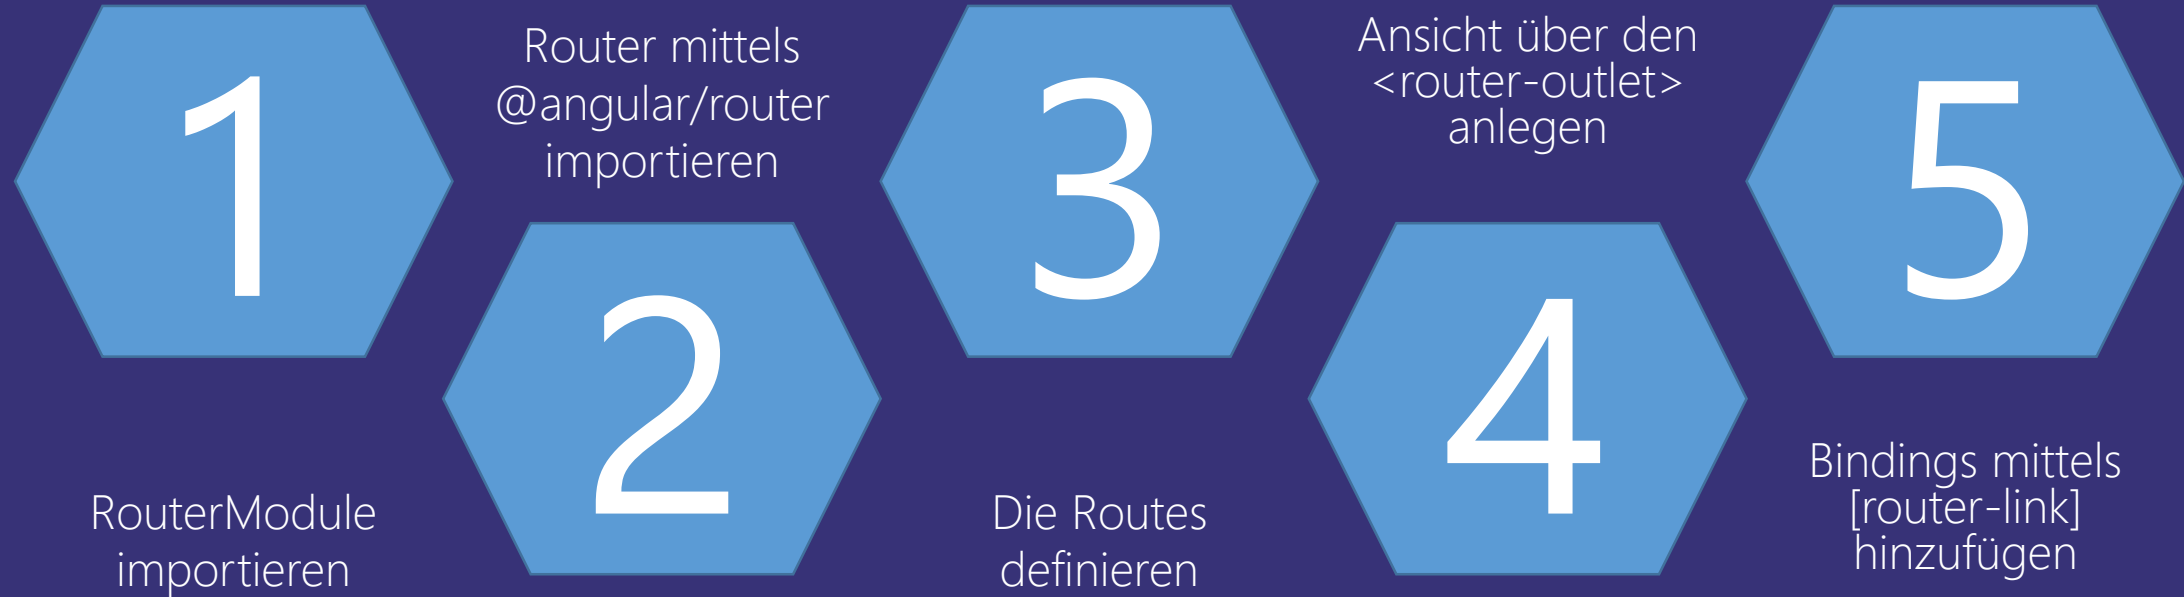 1
RouterModule
importieren
2
Router mittels
@angular/router
importieren
3
Die Routes
definieren
4
Ansicht über den
<router-outlet>
anlegen
5
Bindings mittels
[router-link]
hinzufügen